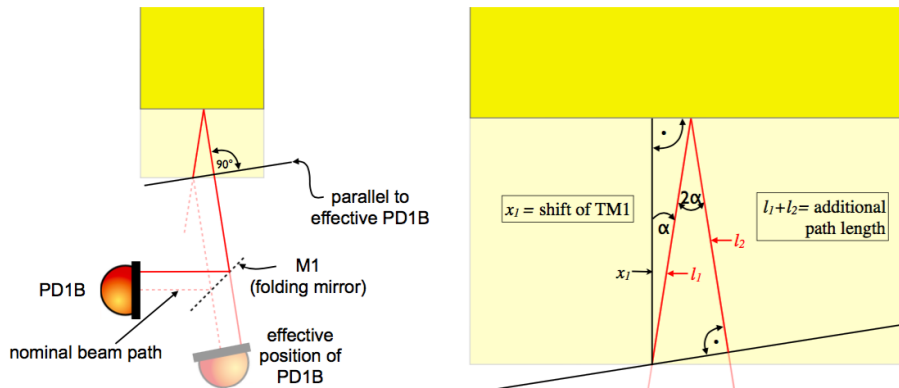 90°
parallel to
effective PD1B
M1
(folding mirror)
PD1B
nominal beam path
effective
position of
PD1B
x₁ = shift of TM1
2α
l₁+l₂= additional
path length
α
l₂
x₁
l₁